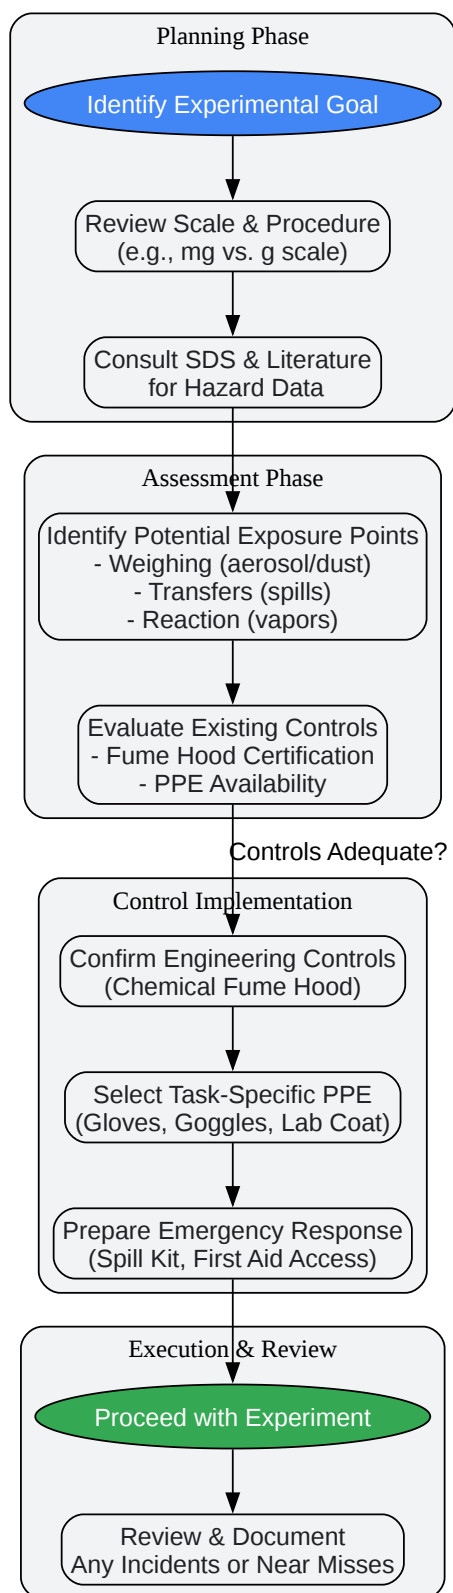 Planning Phase
Identify Experimental Goal
Review Scale & Procedure
(e.g., mg vs. g scale)
Consult SDS & Literature
for Hazard Data
Assessment Phase
Identify Potential Exposure Points
- Weighing (aerosol/dust)
- Transfers (spills)
- Reaction (vapors)
Evaluate Existing Controls
- Fume Hood Certification
- PPE Availability
Controls Adequate?
Control Implementation
Confirm Engineering Controls
(Chemical Fume Hood)
Select Task-Specific PPE
(Gloves, Goggles, Lab Coat)
Prepare Emergency Response
(Spill Kit, First Aid Access)
Execution & Review
Proceed with Experiment
Review & Document
Any Incidents or Near Misses